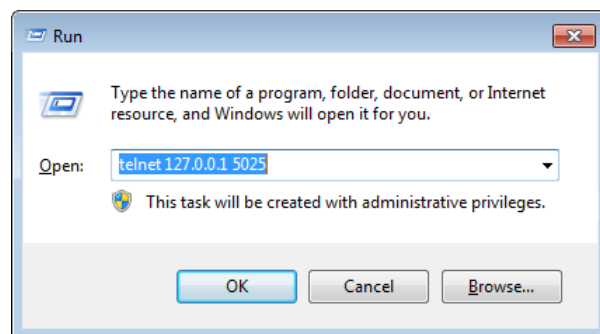 Run
Type the name of a program, folder, document, or Internet
resource, and Windows will open it for you.
Open: telnet 127.0.0.1 5025
This task will be created with administrative privileges.
OK Cancel Browse...